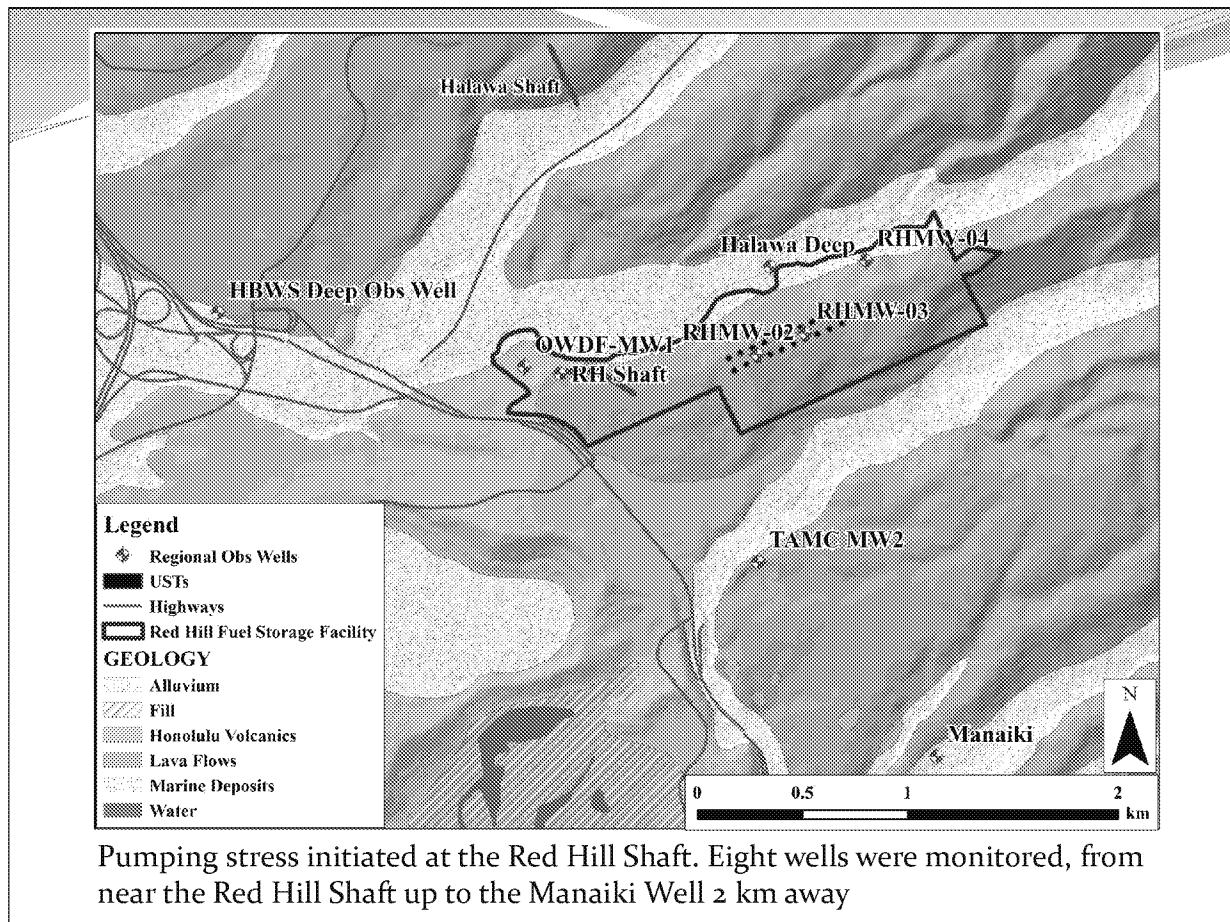 Halawa Shaft
RHMW-04
Halawa Deep
HBWS Deep Obs Well
RHMW-03
RHMW-02
OWDF-MW1
RH Shaft
Legend
Regional Obs Wells
USTs
Highways
Red Hill Fuel Storage Facility
GEOLOGY
Alluvium
Fill
Honolulu Volcanics
Lava Flows
Marine Deposits
Water
TAMC MW2
Manaiki
N
0 0.5 1 2
km
Pumping stress initiated at the Red Hill Shaft. Eight wells were monitored, from
near the Red Hill Shaft up to the Manaiki Well 2 km away